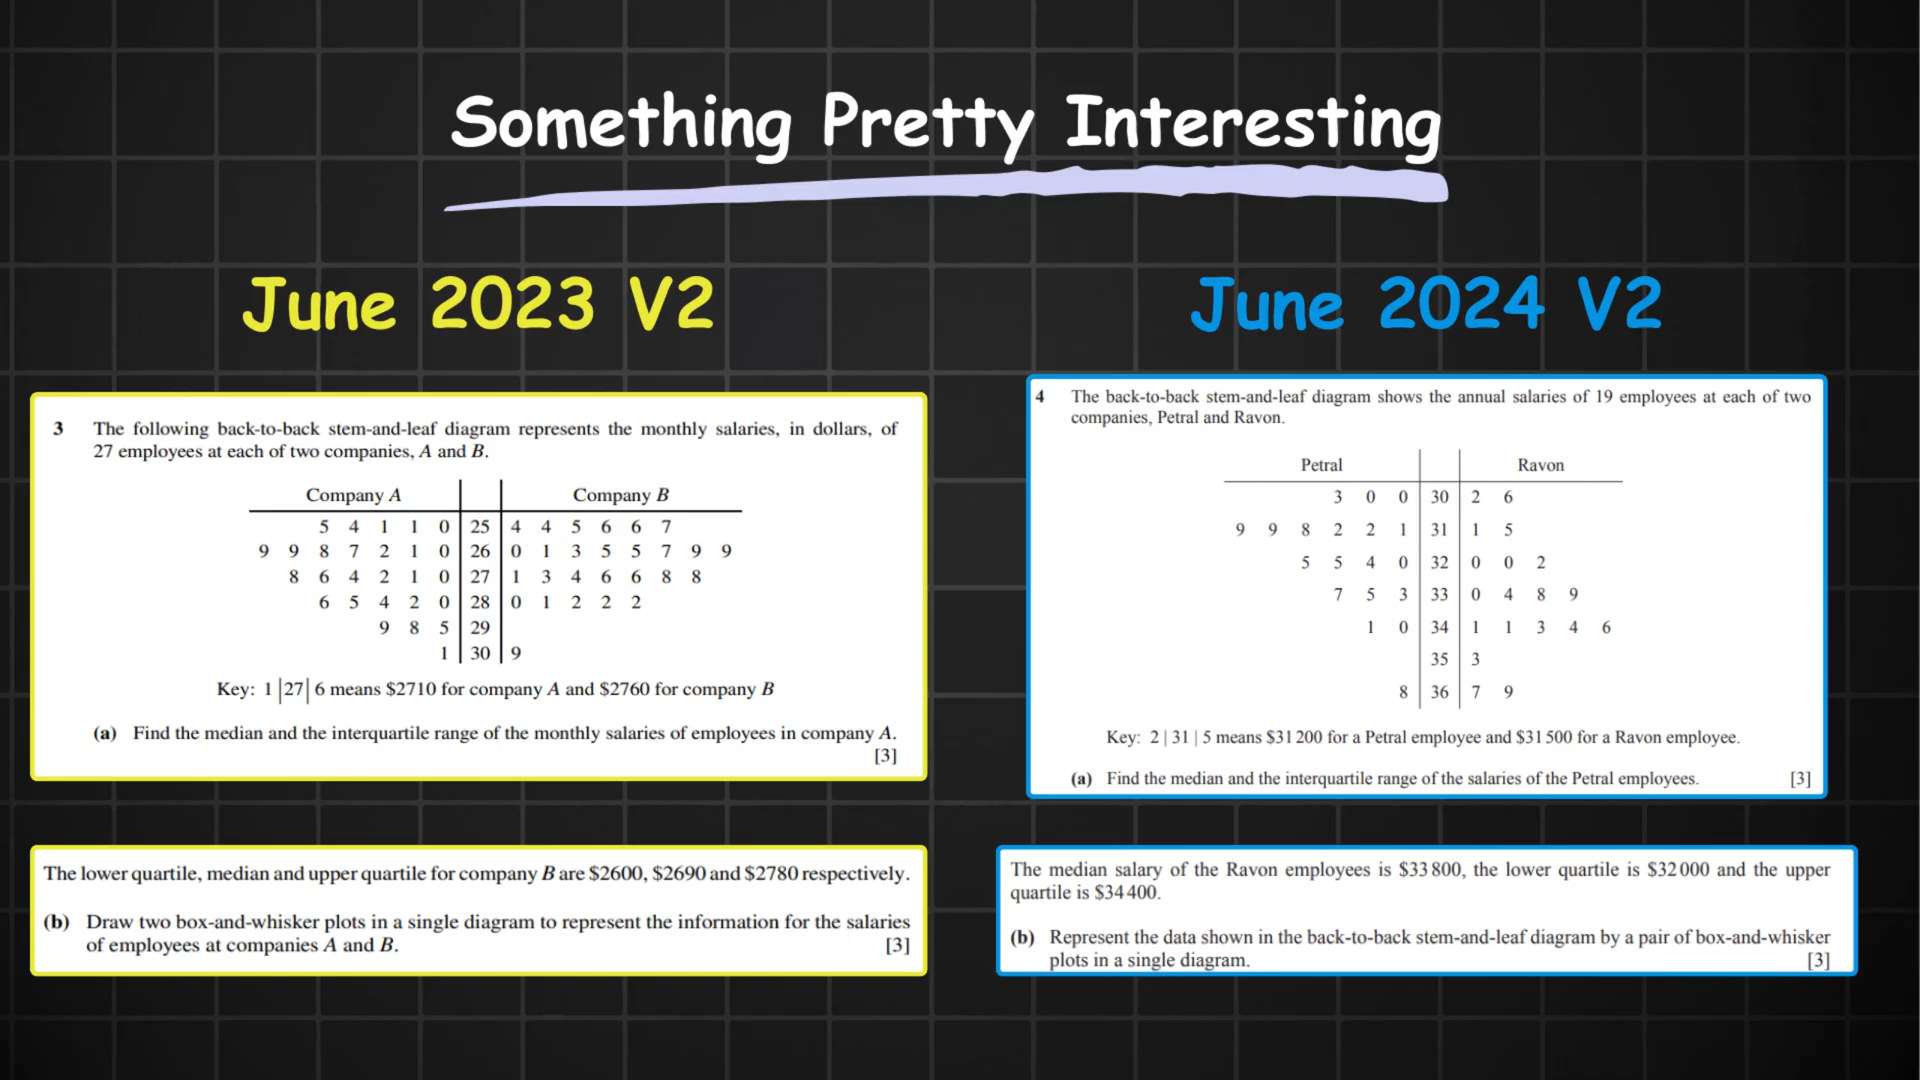 Something Pretty Interesting
June 2023 V2
3 The following back-to-back stem-and-leaf diagram represents the monthly salaries, in dollars, of
27 employees at each of two companies, A and B.
Company A Company B
5 4 1 1 0 25 4 4 5 6 6 7
9 9 8 7 2 1 0 26 0 1 3 5 5 7 9 9
8 6 4 2 1 0 27 1 3 4 6 6 8 8
6 5 4 2 0 28 0 1 2 2 2
9 8 5 29
1 30 9
Key: 1 |27| 6 means $2710 for company A and $2760 for company B
(a) Find the median and the interquartile range of the monthly salaries of employees in company A.
[3]
The lower quartile, median and upper quartile for company B are $2600, $2690 and $2780 respectively.
(b) Draw two box-and-whisker plots in a single diagram to represent the information for the salaries
of employees at companies A and B. [3]
June 2024 V2
4 The back-to-back stem-and-leaf diagram shows the annual salaries of 19 employees at each of two
companies, Petral and Ravon.
Petral Ravon
3 0 0 30 2 6
9 9 8 2 2 1 31 1 5
5 5 4 0 32 0 0 2
7 5 3 33 0 4 8 9
1 0 34 1 1 3 4 6
35 3
8 36 7 9
Key: 2 | 31 | 5 means $31 200 for a Petral employee and $31 500 for a Ravon employee.
(a) Find the median and the interquartile range of the salaries of the Petral employees. [3]
The median salary of the Ravon employees is $33 800, the lower quartile is $32 000 and the upper
quartile is $34 400.
(b) Represent the data shown in the back-to-back stem-and-leaf diagram by a pair of box-and-whisker
plots in a single diagram. [3]